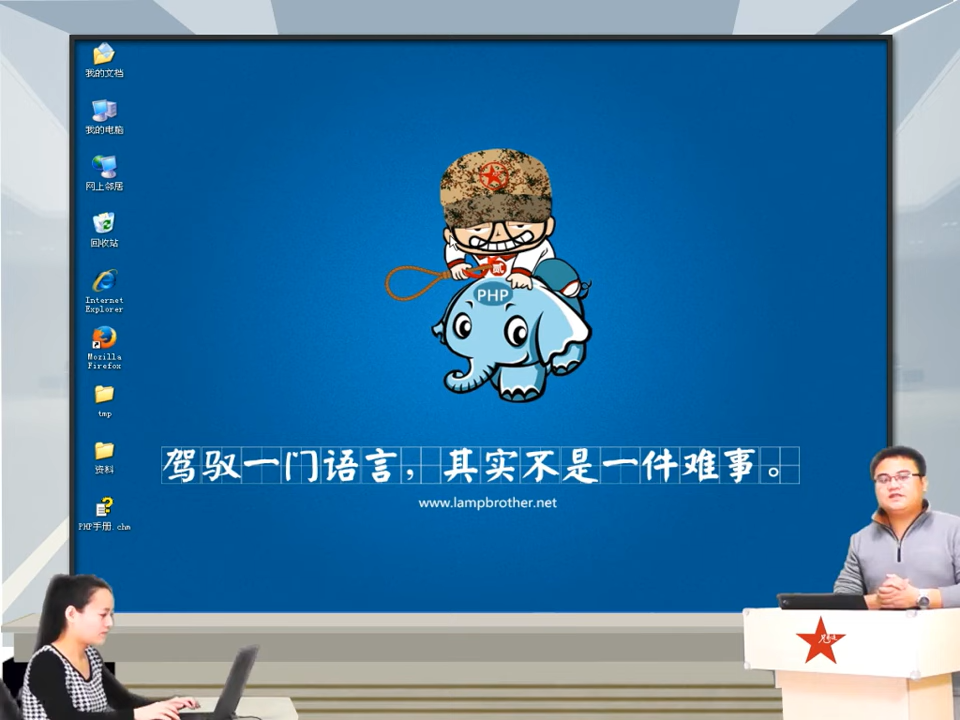 我的文档
我的电脑
网上邻居
回收站
Internet
Explorer
Mozilla
Firefox
tmp
资料
PHP手册.chm
贰
PHP
驾驭一门语言，其实不是一件难事。
www.lampbrother.net